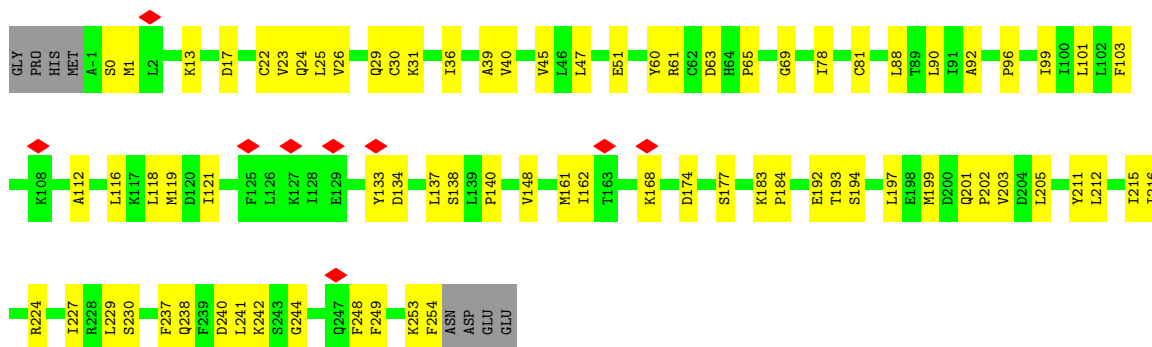 GLY PRO HIS MET A-1 S0 M1 L2 K13 D17 C22 V23 Q24 L25 V26 Q29 C30 K31 I36 A39 V40 V45 L46 L47 E51 Y60 R61 C62 D63 H64 P65 G69 I78 C81 L88 T89 L90 I91 A92 P96 I99 I100 L101 L102 F103
K108 A112 L116 K117 L118 M119 D120 I121 F125 L126 K127 I128 E129 Y133 D134 L137 S138 L139 P140 V148 M161 I162 T163 K168 D174 S177 K183 P184 E192 T193 S194 L197 E198 M199 D200 Q201 P202 V203 D204 L205 Y211 L212 I215
R224 I227 R228 L229 S230 F237 Q238 F239 D240 L241 K242 S243 G244 Q247 F248 F249 K253 F254 ASN ASP GLU GLU